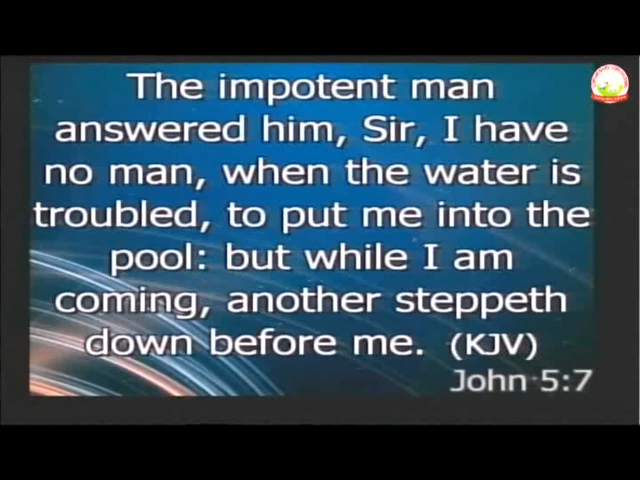 The impotent man
answered him, Sir, I have
no man, when the water is
troubled, to put me into the
pool: but while I am
coming, another steppeth
down before me. (KJV)
John 5:7